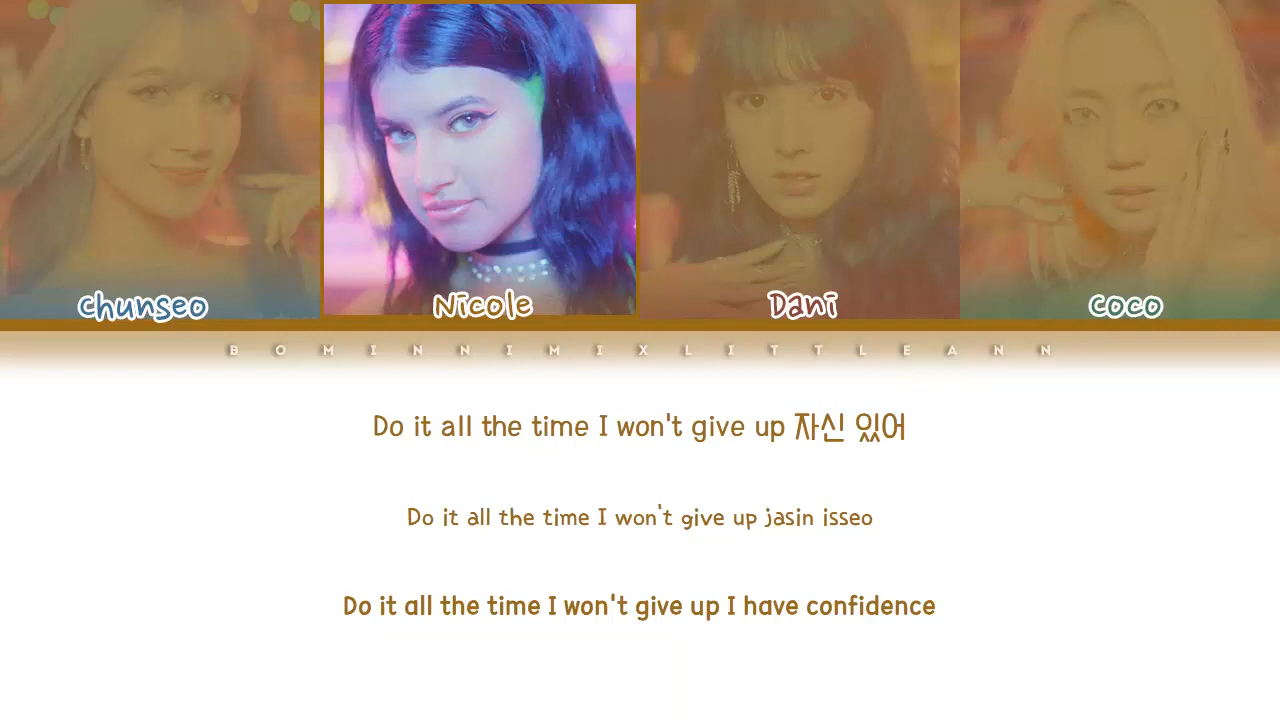 chunseo
Nicole
Dani
coco
BOMINNIMIXLITTLEANN
Do it all the time I won't give up 자신 있어
Do it all the time I won't give up jasin isseo
Do it all the time I won't give up I have confidence